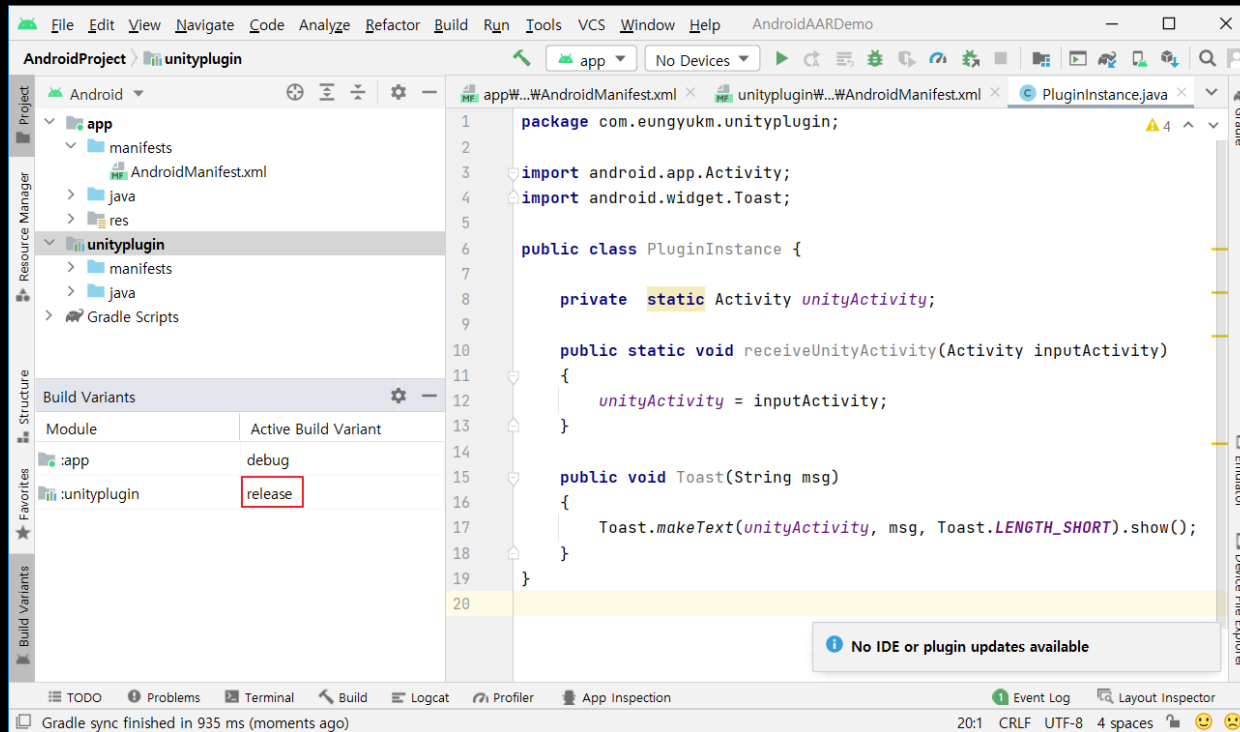 File Edit View Navigate Code Analyze Refactor Build Run Tools VCS Window Help AndroidAARDemo
AndroidProject unityplugin app No Devices
Project
Resource Manager
Structure
Favorites
Build Variants
Android
app
manifests
AndroidManifest.xml
java
res
unityplugin
manifests
java
Gradle Scripts
Build Variants
Module Active Build Variant
:app debug
:unityplugin release
app₩...₩AndroidManifest.xml unityplugin₩...₩AndroidManifest.xml PluginInstance.java
4
1 package com.eungyukm.unityplugin;
2
3 import android.app.Activity;
4 import android.widget.Toast;
5
6 public class PluginInstance {
7
8 private  static Activity unityActivity;
9
10 public static void receiveUnityActivity(Activity inputActivity)
11 {
12 unityActivity = inputActivity;
13 }
14
15 public void Toast(String msg)
16 {
17 Toast.makeText(unityActivity, msg, Toast.LENGTH_SHORT).show();
18 }
19 }
20
Gradle
Emulator
Device File Explorer
No IDE or plugin updates available
TODO Problems Terminal Build Logcat Profiler App Inspection 1 Event Log Layout Inspector
Gradle sync finished in 935 ms (moments ago) 20:1 CRLF UTF-8 4 spaces